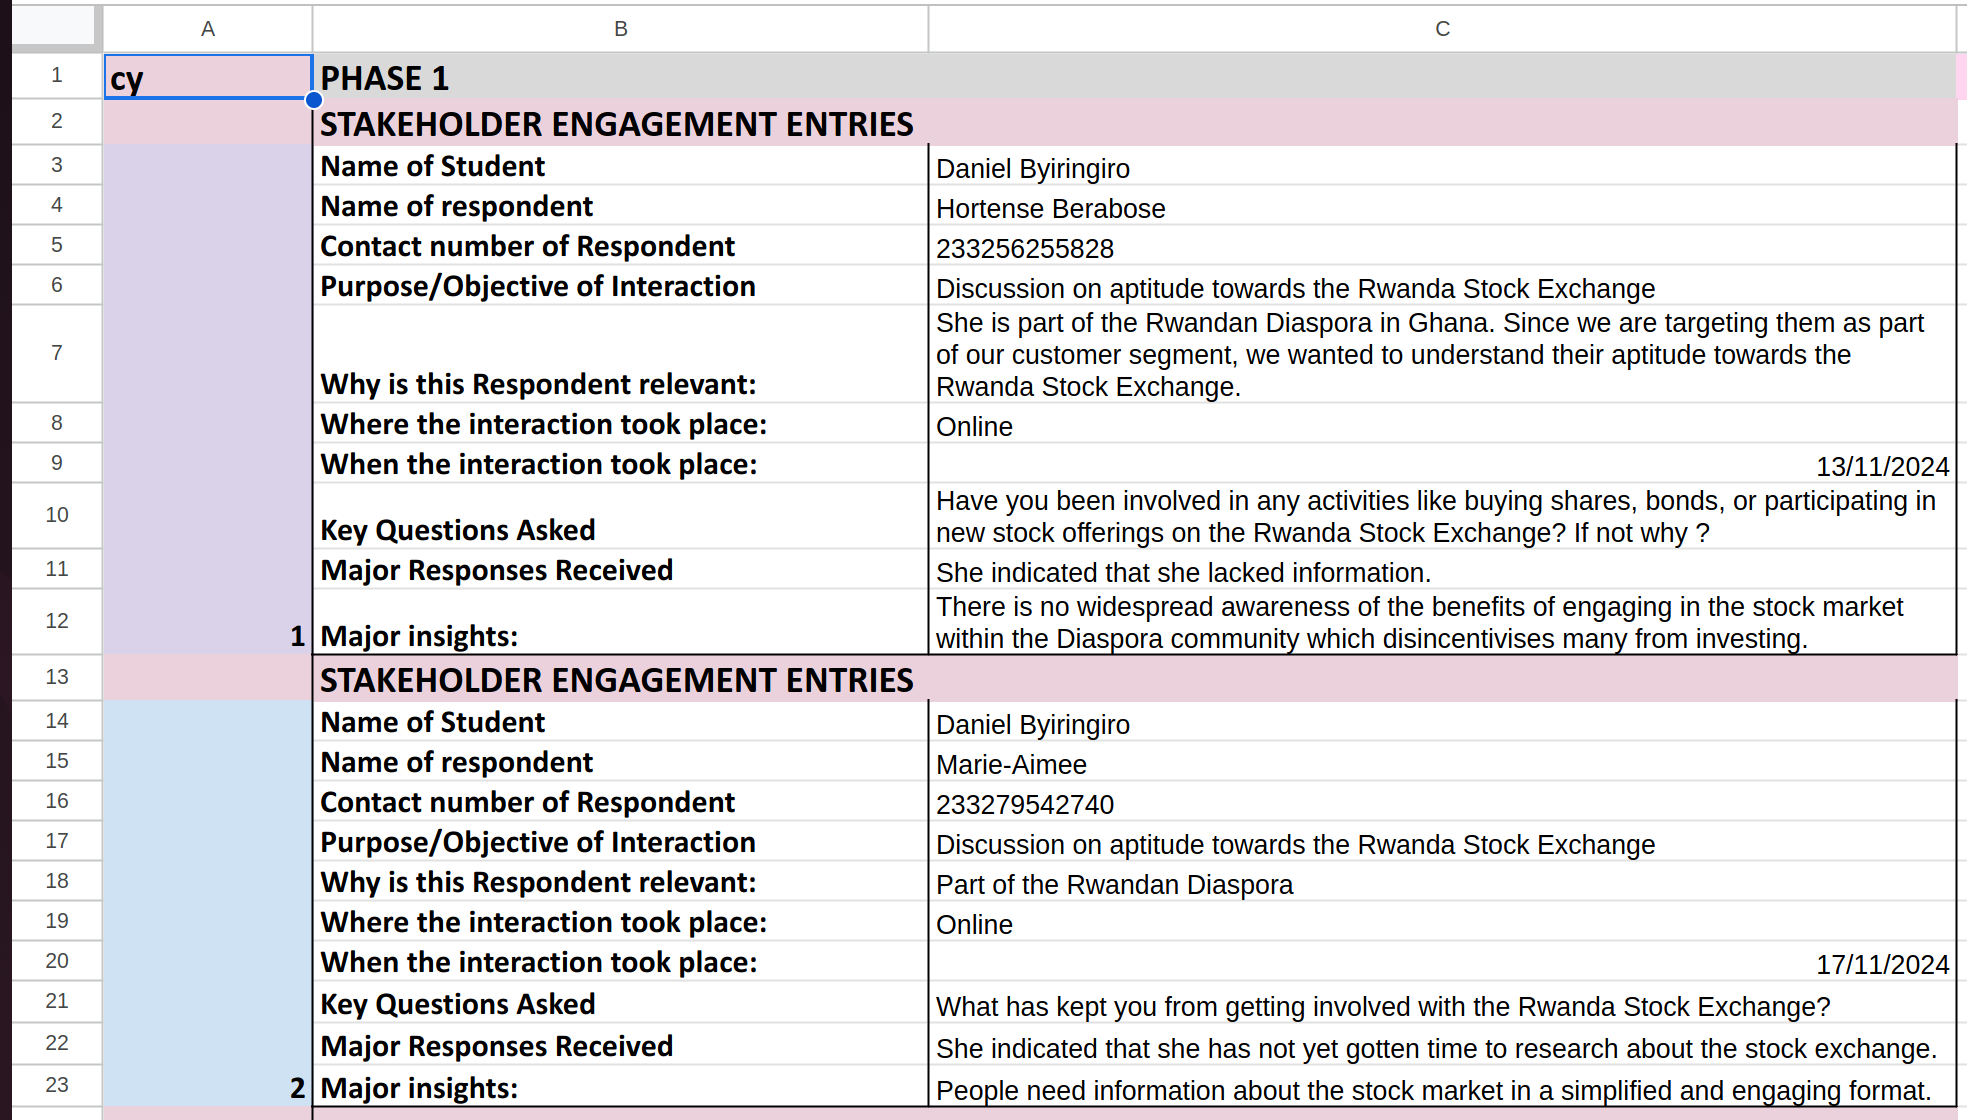 A B C
1 cy PHASE 1
2 STAKEHOLDER ENGAGEMENT ENTRIES
3 Name of Student Daniel Byiringiro
4 Name of respondent Hortense Berabose
5 Contact number of Respondent 233256255828
6 Purpose/Objective of Interaction Discussion on aptitude towards the Rwanda Stock Exchange
She is part of the Rwandan Diaspora in Ghana. Since we are targeting them as part
of our customer segment, we wanted to understand their aptitude towards the
7 Why is this Respondent relevant: Rwanda Stock Exchange.
8 Where the interaction took place: Online
9 When the interaction took place: 13/11/2024
Have you been involved in any activities like buying shares, bonds, or participating in
10 Key Questions Asked new stock offerings on the Rwanda Stock Exchange? If not why ?
11 Major Responses Received She indicated that she lacked information.
There is no widespread awareness of the benefits of engaging in the stock market
12 1 Major insights: within the Diaspora community which disincentivises many from investing.
13 STAKEHOLDER ENGAGEMENT ENTRIES
14 Name of Student Daniel Byiringiro
15 Name of respondent Marie-Aimee
16 Contact number of Respondent 233279542740
17 Purpose/Objective of Interaction Discussion on aptitude towards the Rwanda Stock Exchange
18 Why is this Respondent relevant: Part of the Rwandan Diaspora
19 Where the interaction took place: Online
20 When the interaction took place: 17/11/2024
21 Key Questions Asked What has kept you from getting involved with the Rwanda Stock Exchange?
22 Major Responses Received She indicated that she has not yet gotten time to research about the stock exchange.
23 2 Major insights: People need information about the stock market in a simplified and engaging format.